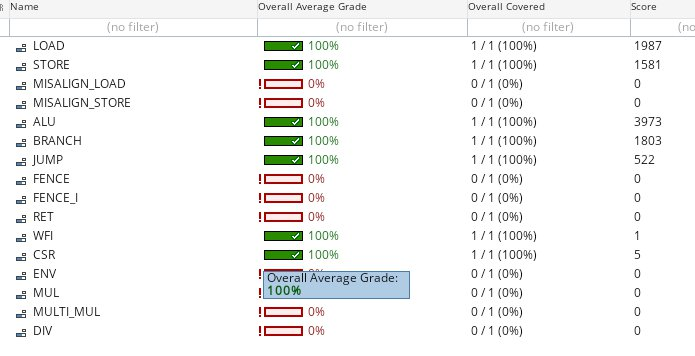 Name Overall Average Grade Overall Covered Score
(no filter) (no filter) (no filter) (no
LOAD 100% 1 / 1 (100%) 1987
STORE 100% 1 / 1 (100%) 1581
MISALIGN_LOAD 0% 0 / 1 (0%) 0
MISALIGN_STORE 0% 0 / 1 (0%) 0
ALU 100% 1 / 1 (100%) 3973
BRANCH 100% 1 / 1 (100%) 1803
JUMP 100% 1 / 1 (100%) 522
FENCE 0% 0 / 1 (0%) 0
FENCE_I 0% 0 / 1 (0%) 0
RET 0% 0 / 1 (0%) 0
WFI 100% 1 / 1 (100%) 1
CSR 100% 1 / 1 (100%) 5
ENV 0 / 1 (0%) 0
Overall Average Grade:
100%
MUL 0 / 1 (0%) 0
MULTI_MUL 0% 0 / 1 (0%) 0
DIV 0% 0 / 1 (0%) 0